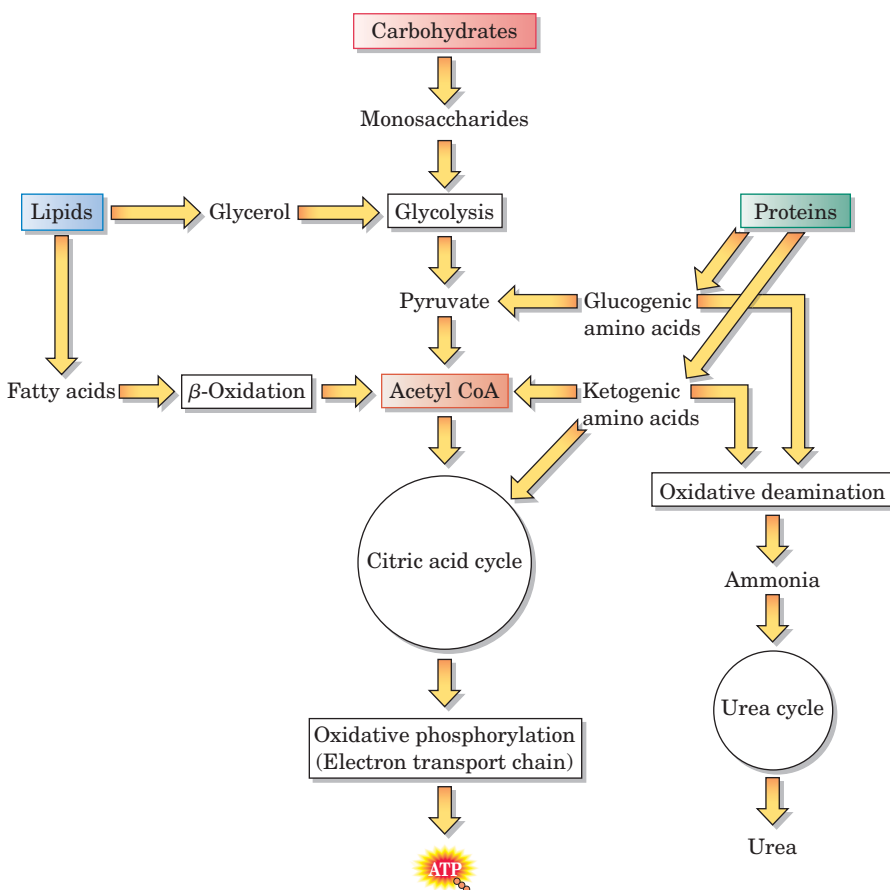 Carbohydrates
Monosaccharides
Lipids
Glycerol
Glycolysis
Proteins
Pyruvate
Glucogenic
amino acids
Fatty acids
β-Oxidation
Acetyl CoA
Ketogenic
amino acids
Oxidative deamination
Citric acid cycle
Ammonia
Urea cycle
Oxidative phosphorylation
(Electron transport chain)
Urea
ATP